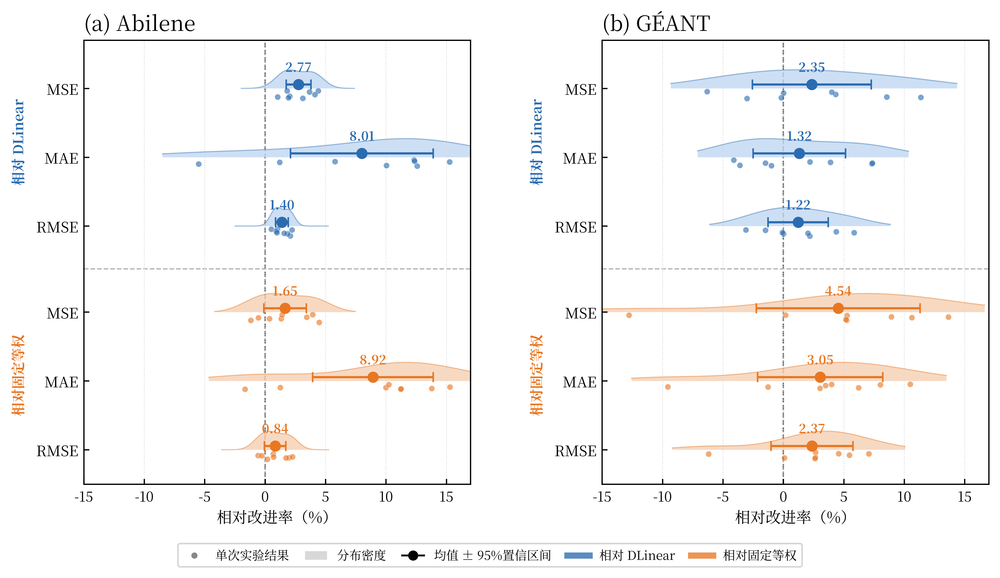 (a) Abilene
相对 DLinear
MSE
2.77
MAE
8.01
RMSE
1.40
相对固定等权
MSE
1.65
MAE
8.92
RMSE
0.84
-15 -10 -5 0 5 10 15
相对改进率（%）
(b) GÉANT
相对 DLinear
MSE
2.35
MAE
1.32
RMSE
1.22
相对固定等权
MSE
4.54
MAE
3.05
RMSE
2.37
-15 -10 -5 0 5 10 15
相对改进率（%）
单次实验结果 分布密度 均值 ± 95%置信区间 相对 DLinear 相对固定等权